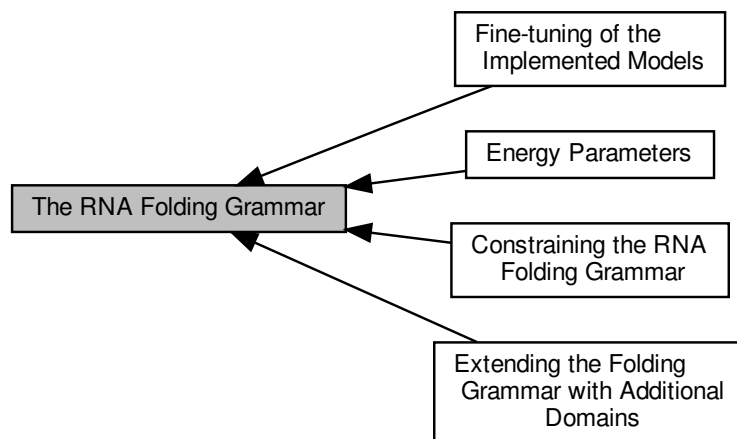 Fine-tuning of the
Implemented Models
Energy Parameters
The RNA Folding Grammar
Constraining the RNA
Folding Grammar
Extending the Folding
Grammar with Additional
Domains